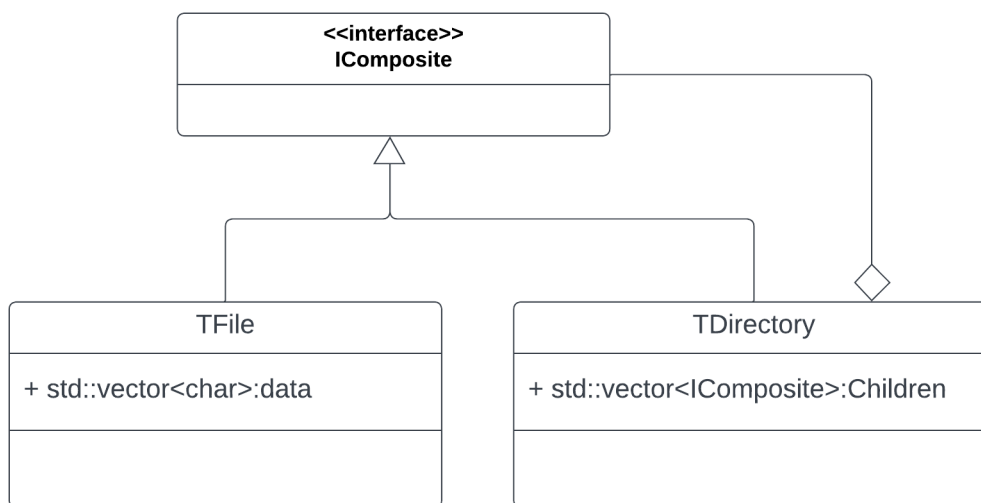 <<interface>>
IComposite
TFile
+ std::vector<char>:data
TDirectory
+ std::vector<IComposite>:Children